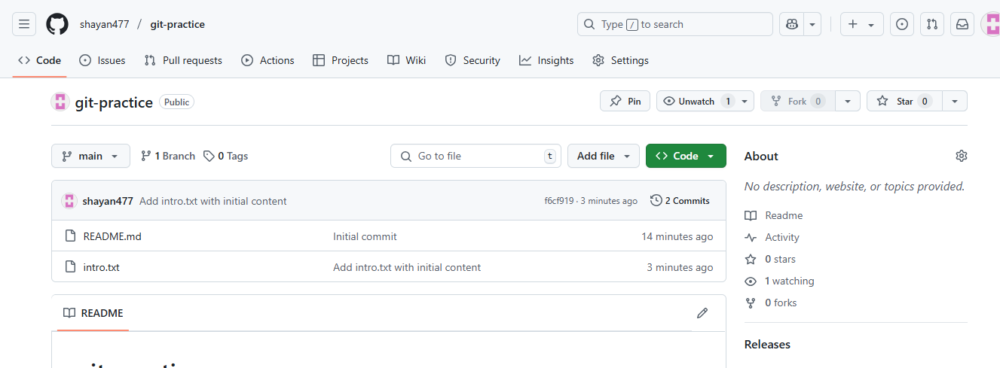 shayan477 / git-practice
Type / to search
Code Issues Pull requests Actions Projects Wiki Security Insights Settings
git-practice Public
Pin Unwatch 1 Fork 0 Star 0
main 1 Branch 0 Tags Go to file t Add file Code
About
shayan477 Add intro.txt with initial content f6cf919 · 3 minutes ago 2 Commits
No description, website, or topics provided.
README.md Initial commit 14 minutes ago
intro.txt Add intro.txt with initial content 3 minutes ago
Readme
Activity
0 stars
1 watching
0 forks
README
Releases